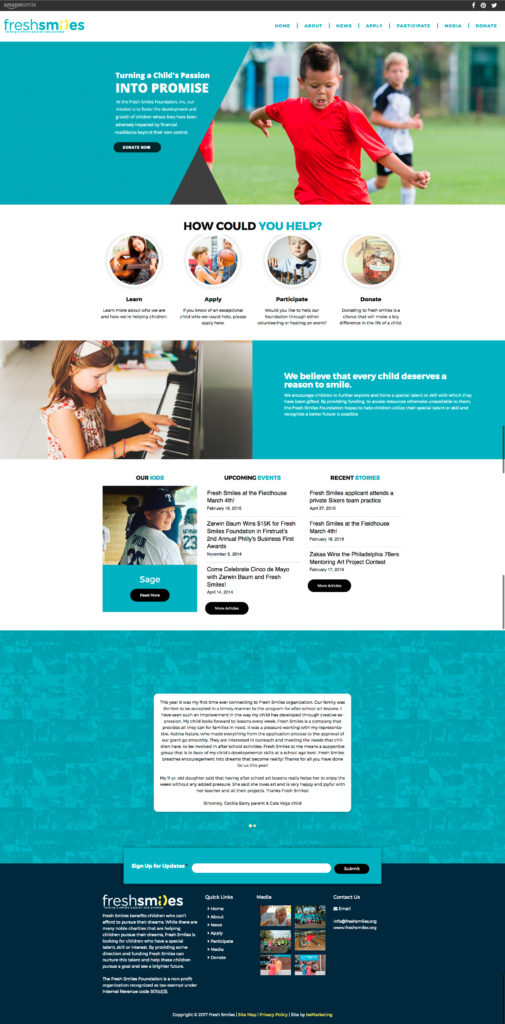 amazonsmile
freshsmiles
turning a child's passion into promise
HOME
ABOUT
NEWS
APPLY
PARTICIPATE
MEDIA
DONATE
Turning a Child's Passion
INTO PROMISE
At the Fresh Smiles Foundation, Inc. our
mission is to foster the development and
growth of children whose lives have been
adversely impacted by financial
roadblocks beyond their own control.
DONATE NOW
HOW COULD YOU HELP?
Learn
Learn more about who we are
and how we're helping children.
Apply
If you know of an exceptional
child who we could help, please
apply here.
Participate
Would you like to help our
foundation through either
volunteering or hosting an event?
Donate
Donating to fresh smiles is a
choice that will make a big
difference in the life of a child.
We believe that every child deserves a
reason to smile.
We encourage children to further explore and hone a special talent or skill with which they
have been gifted. By providing funding, to access resources otherwise unavailable to them,
the Fresh Smiles Foundation hopes to help children utilize their special talent or skill and
recognize a better future is possible.
OUR KIDS
Sage
Read More
UPCOMING EVENTS
Fresh Smiles at the Fieldhouse
March 4th!
February 18, 2016
Zarwin Baum Wins $15K for Fresh
Smiles Foundation in Firstrust's
2nd Annual Philly's Business First
Awards
November 5, 2014
Come Celebrate Cinco de Mayo
with Zarwin Baum and Fresh
Smiles!
April 14, 2014
More Articles
RECENT STORIES
Fresh Smiles applicant attends a
private Sixers team practice
April 27, 2016
Fresh Smiles at the Fieldhouse
March 4th!
February 18, 2016
Zakaa Wins the Philadelphia 76ers
Mentoring Art Project Contest
February 17, 2016
More Articles
This year it was my first time ever connecting to Fresh Smiles organization. Our family was
thrilled to be accepted in a timely manner to the program for after school art lessons. I
have seen such an improvement in the way my child has developed through creative ex-
pression. My child looks forward to lessons every week. Fresh Smiles is a company that
provides all they can for families in need. It was a pleasure working with my representa-
tive, Katina Natale, who made everything from the application process to the approval of
our grant go smoothly. They are interested in outreach and meeting the needs that chil-
dren have, to be involved in after school activities. Fresh Smiles to me means a supportive
group that is in favor of my child's developmental skills at a school age level. Fresh Smiles
breathes encouragement into dreams that become reality! Thanks for all you have done
for us this year!
My 11 yr. old daughter said that having after school art lessons really helps her to enjoy the
week without any added pressure. She said she loves art and is very happy and joyful with
her teacher and all their projects. Thanks Fresh Smiles!
Sincerely, Cecilia Berry parent & Cala Vega child
Sign Up for Updates *
Submit
freshsmiles
turning a child's passion into promise
Fresh Smiles benefits children who can't
afford to pursue their dreams. While there are
many noble charities that are helping
children pursue their dreams, Fresh Smiles is
looking for children who have a special
talent, skill or interest. By providing some
direction and funding Fresh Smiles can
nurture this talent and help these children
pursue a goal and see a brighter future.
The Fresh Smiles Foundation is a non-profit
organization recognized as tax-exempt under
Internal Revenue code 501(c)(3).
Quick Links
Home
About
News
Apply
Participate
Media
Donate
Media
Contact Us
Email
info@freshsmiles.org
www.freshsmiles.org
Copyright © 2017 Fresh Smiles | Site Map | Privacy Policy | Site by beMarketing